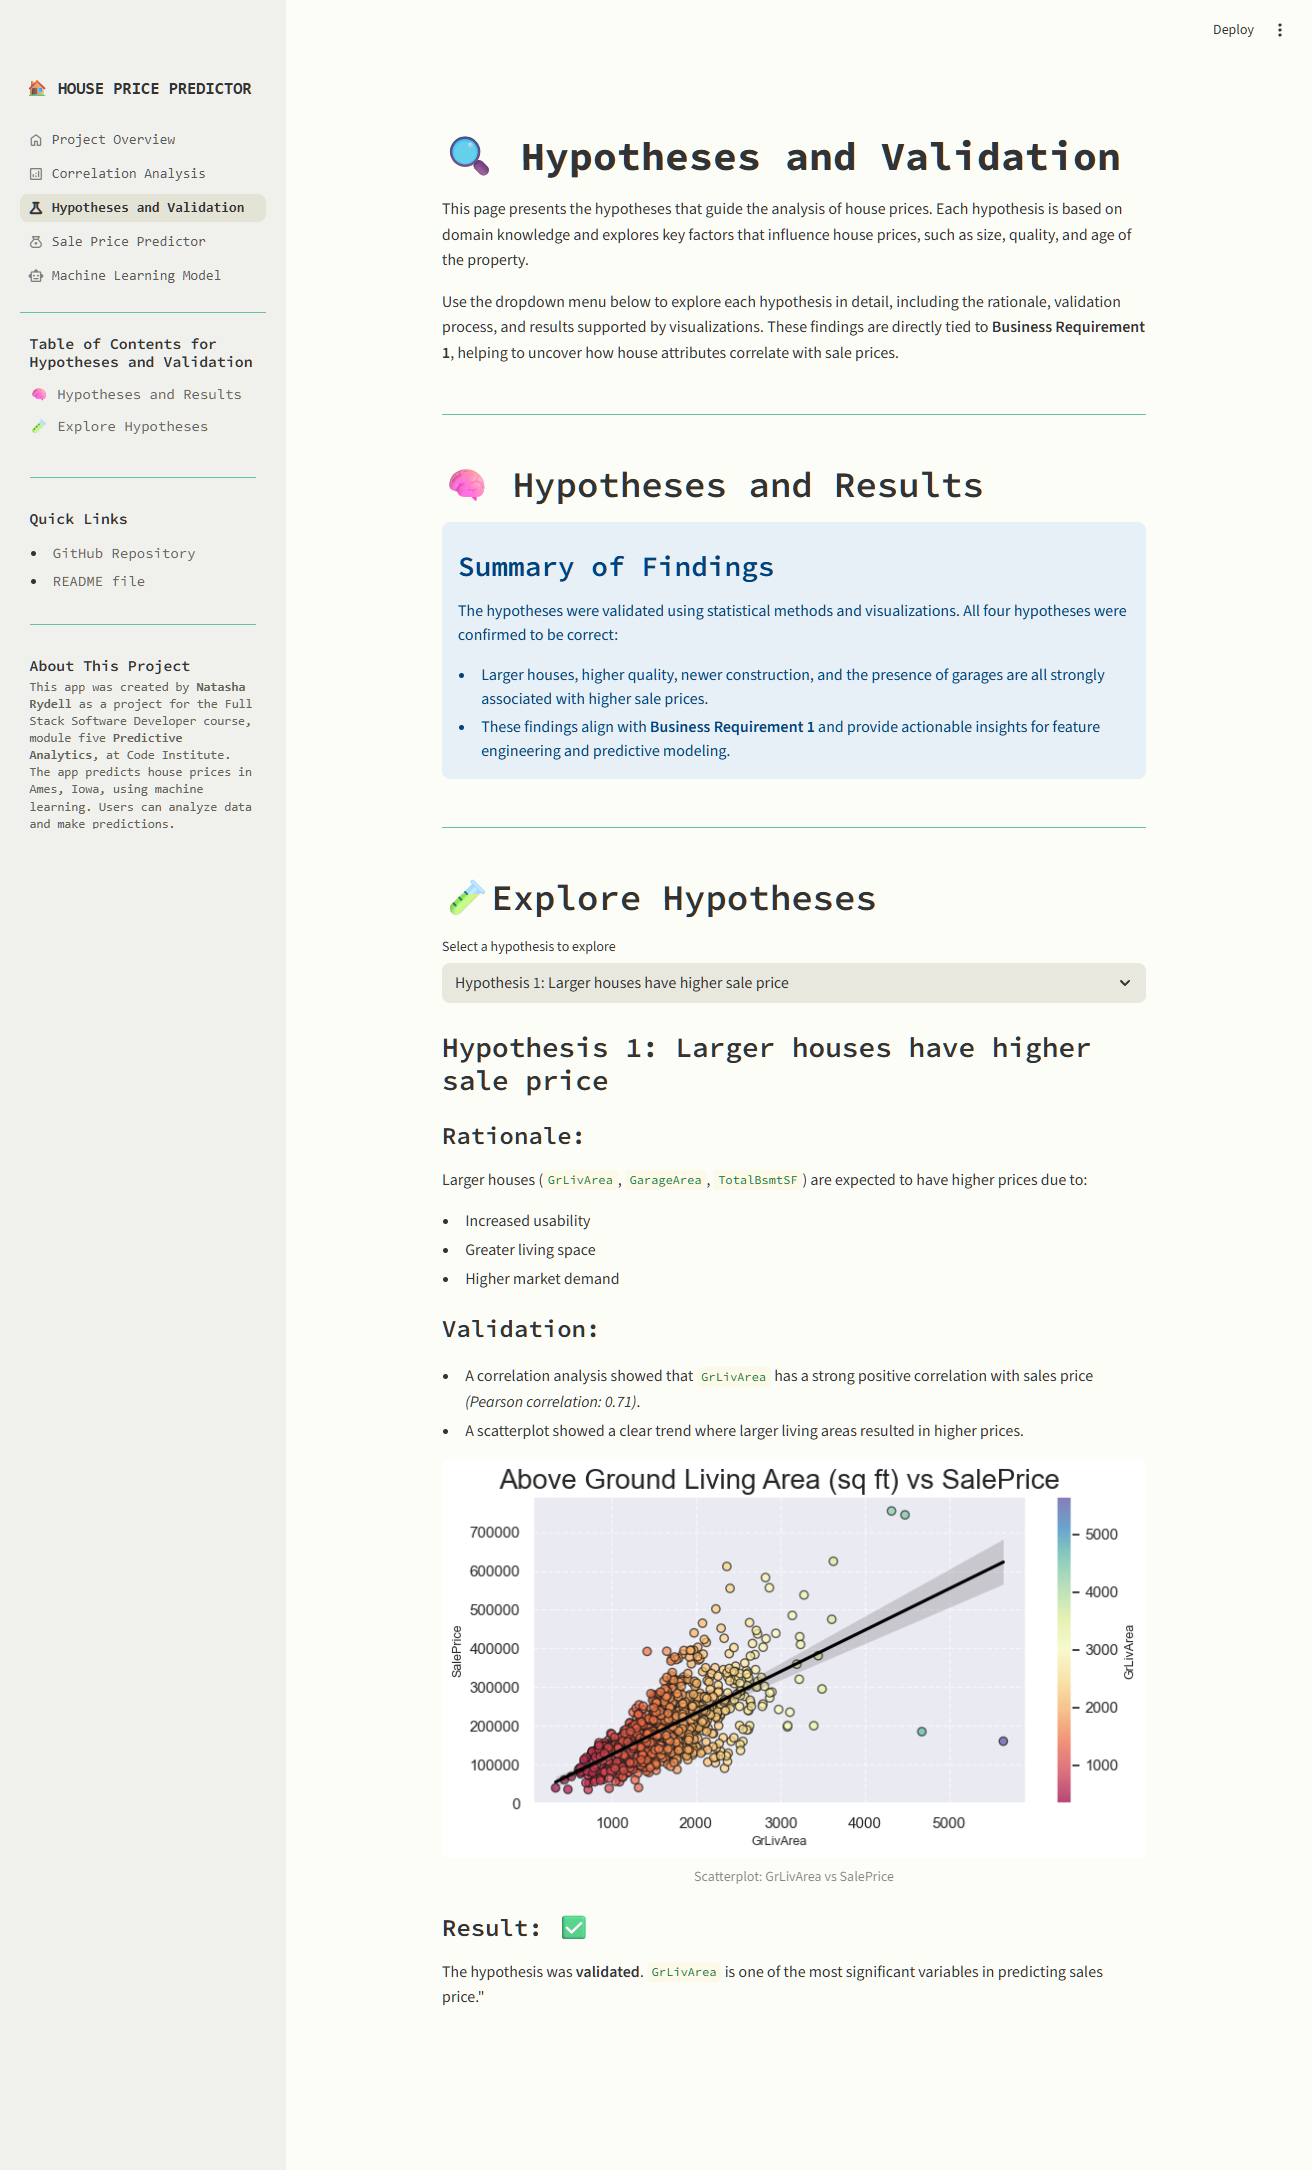 Deploy
HOUSE PRICE PREDICTOR
Project Overview
Correlation Analysis
Hypotheses and Validation
Sale Price Predictor
Machine Learning Model
Table of Contents for
Hypotheses and Validation
Hypotheses and Results
Explore Hypotheses
Quick Links
GitHub Repository
README file
About This Project
This app was created by Natasha
Rydell as a project for the Full
Stack Software Developer course,
module five Predictive
Analytics, at Code Institute.
The app predicts house prices in
Ames, Iowa, using machine
learning. Users can analyze data
and make predictions.
Hypotheses and Validation
This page presents the hypotheses that guide the analysis of house prices. Each hypothesis is based on
domain knowledge and explores key factors that influence house prices, such as size, quality, and age of
the property.
Use the dropdown menu below to explore each hypothesis in detail, including the rationale, validation
process, and results supported by visualizations. These findings are directly tied to Business Requirement
1, helping to uncover how house attributes correlate with sale prices.
Hypotheses and Results
Summary of Findings
The hypotheses were validated using statistical methods and visualizations. All four hypotheses were
confirmed to be correct:
• Larger houses, higher quality, newer construction, and the presence of garages are all strongly
associated with higher sale prices.
• These findings align with Business Requirement 1 and provide actionable insights for feature
engineering and predictive modeling.
Explore Hypotheses
Select a hypothesis to explore
Hypothesis 1: Larger houses have higher sale price
Hypothesis 1: Larger houses have higher
sale price
Rationale:
Larger houses ( GrLivArea , GarageArea , TotalBsmtSF ) are expected to have higher prices due to:
• Increased usability
• Greater living space
• Higher market demand
Validation:
• A correlation analysis showed that GrLivArea has a strong positive correlation with sales price
(Pearson correlation: 0.71).
• A scatterplot showed a clear trend where larger living areas resulted in higher prices.
Above Ground Living Area (sq ft) vs SalePrice
700000
600000
500000
400000
300000
200000
100000
0
SalePrice
1000 2000 3000 4000 5000
GrLivArea
5000
4000
3000
2000
1000
GrLivArea
Scatterplot: GrLivArea vs SalePrice
Result: ✅
The hypothesis was validated. GrLivArea is one of the most significant variables in predicting sales
price."